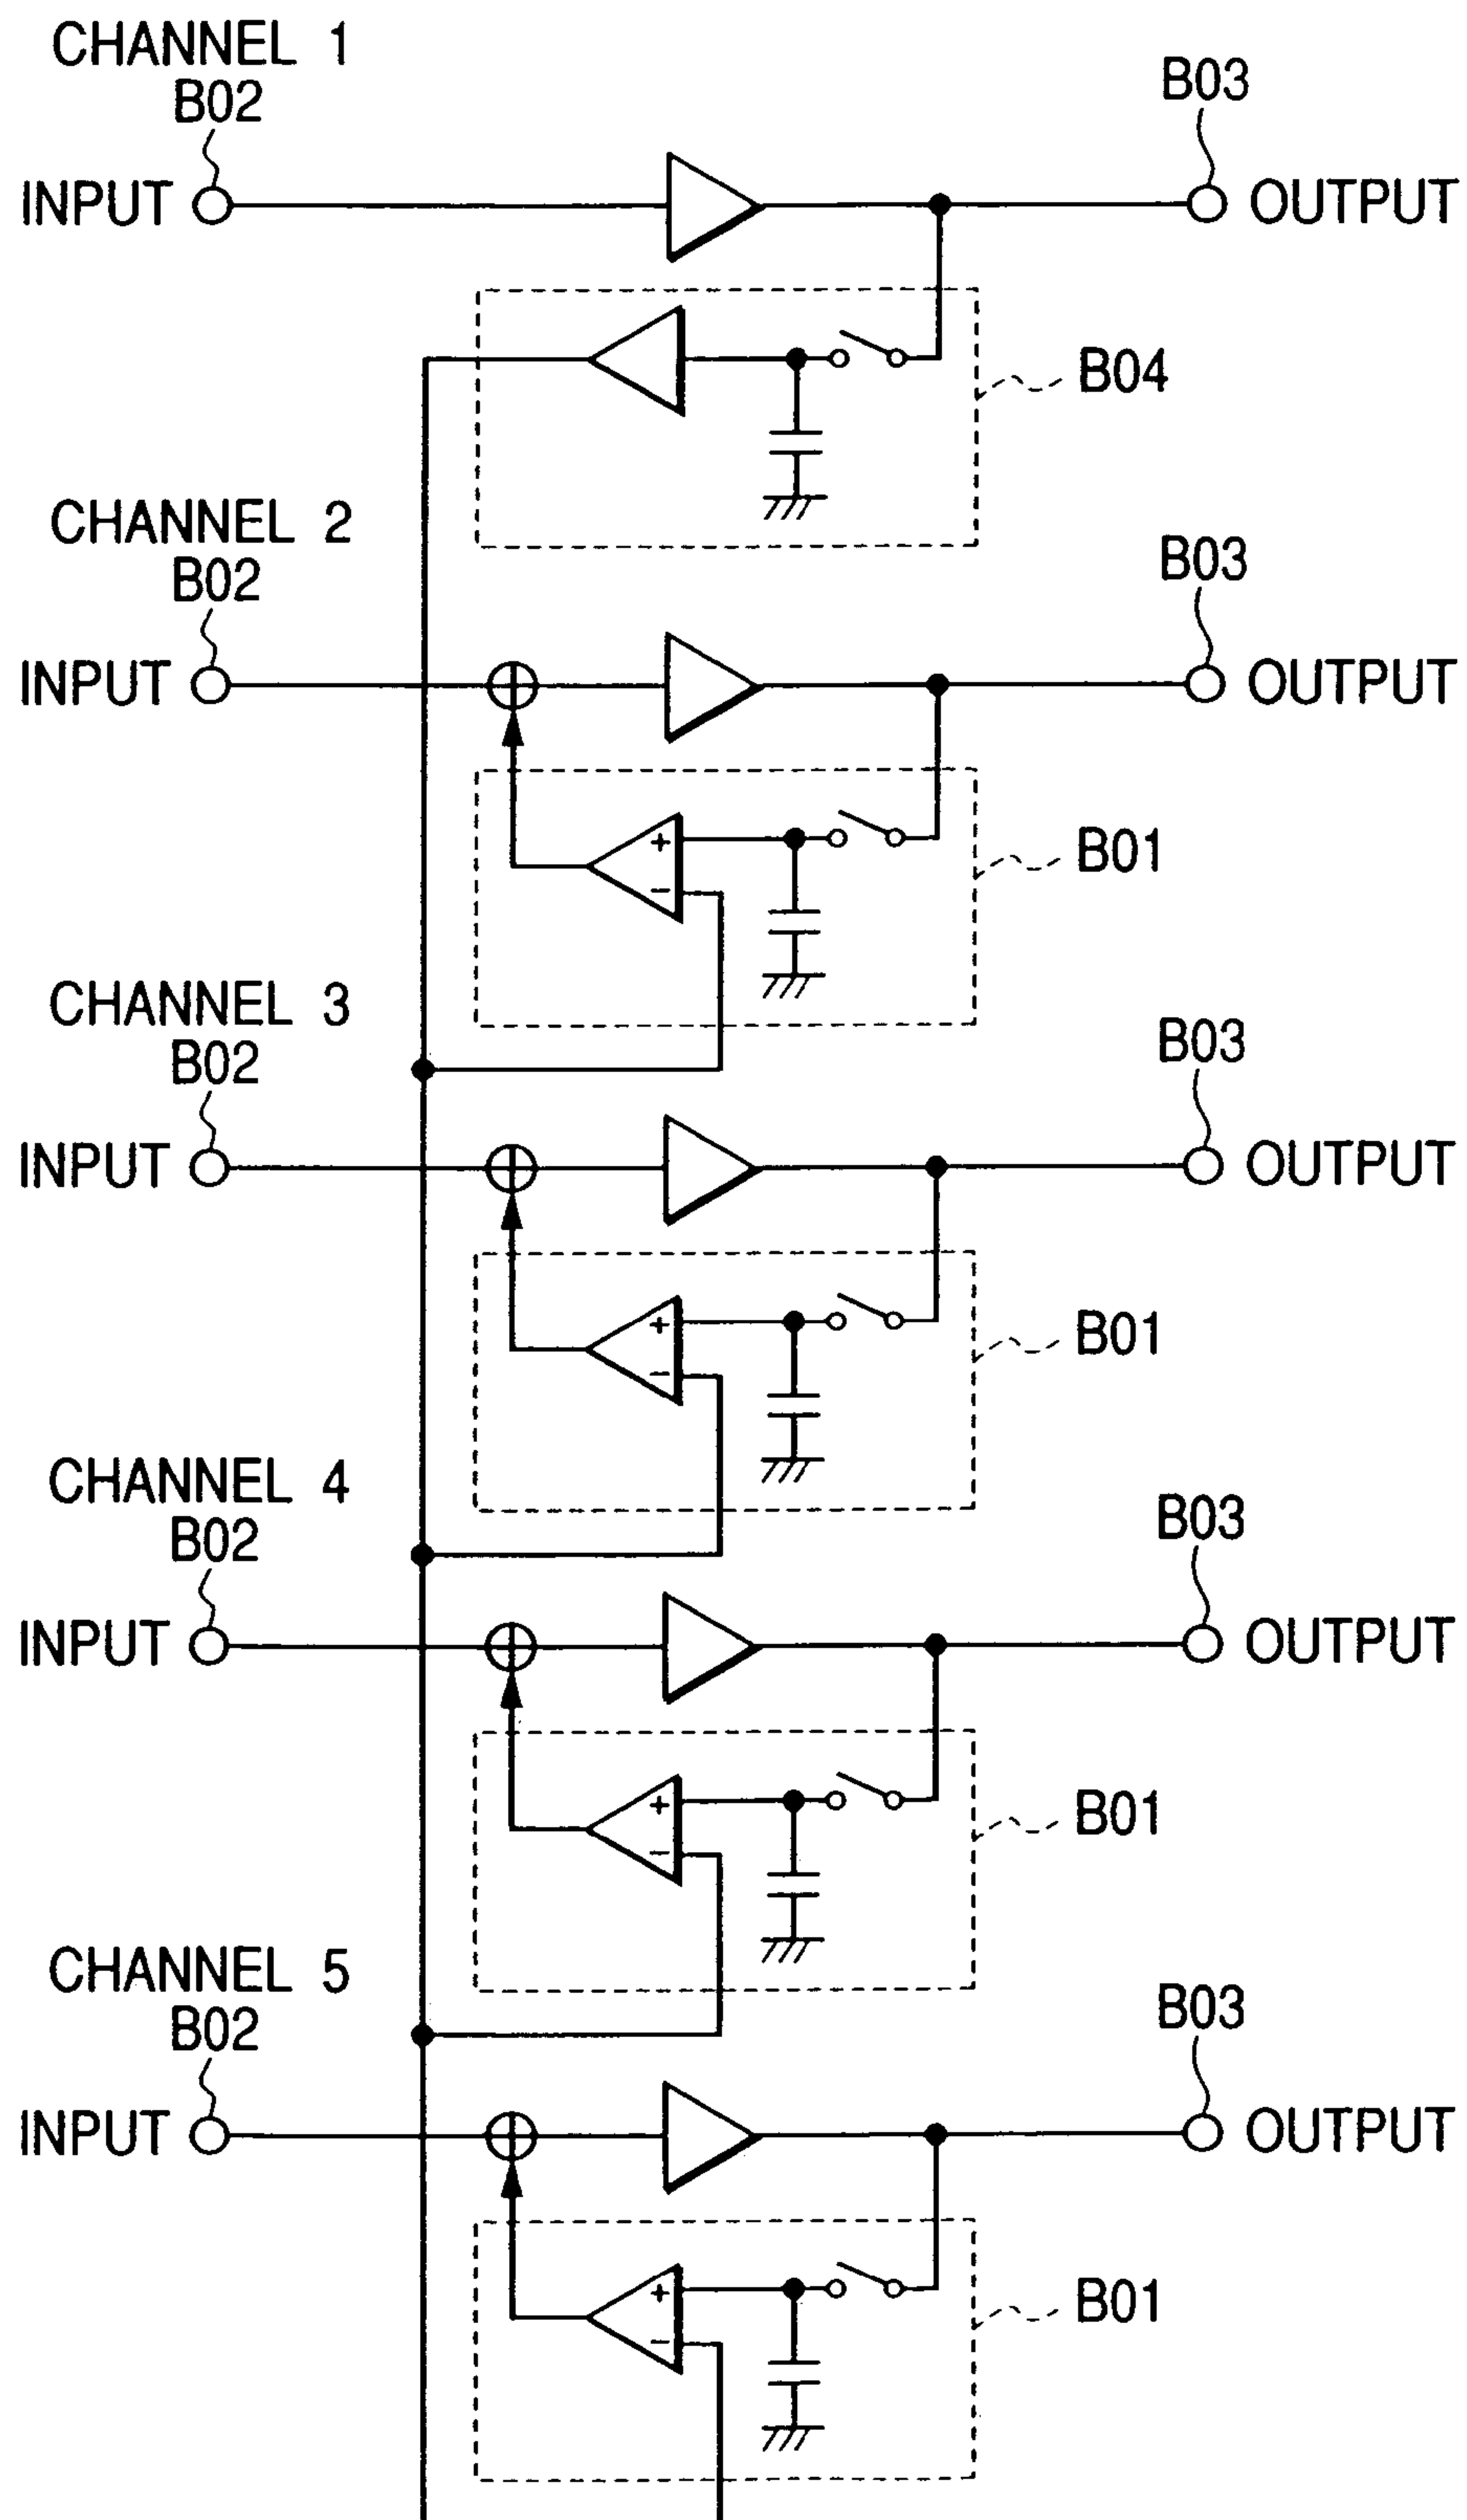 CHANNEL 1
B02
B03
INPUT
OUTPUT
B04
CHANNEL 2
B02
B03
INPUT
OUTPUT
+
−
B01
CHANNEL 3
B02
B03
INPUT
OUTPUT
+
−
B01
CHANNEL 4
B02
B03
INPUT
OUTPUT
+
−
B01
CHANNEL 5
B02
B03
INPUT
OUTPUT
+
−
B01